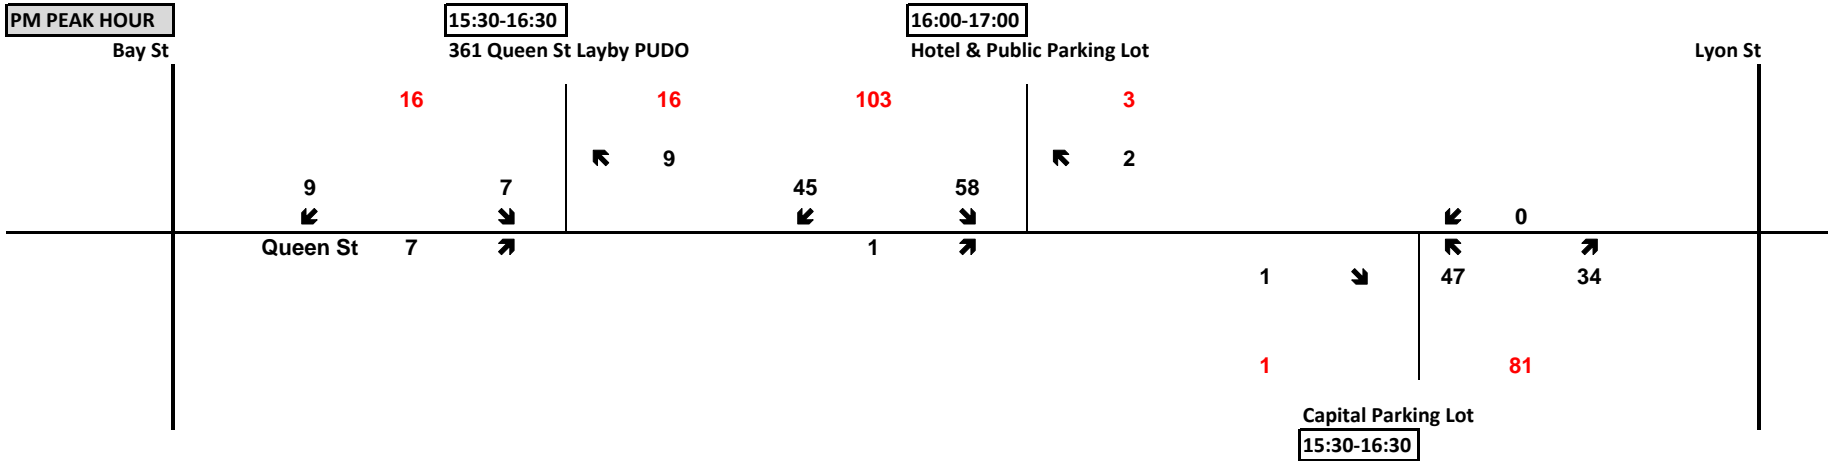 PM PEAK HOUR 15:30-16:30 16:00-17:00
Bay St 361 Queen St Layby PUDO Hotel & Public Parking Lot Lyon St
16 16 103 3
9 2
9 7 45 58
0
Queen St 7 1
1 47 34
1 81
Capital Parking Lot
15:30-16:30